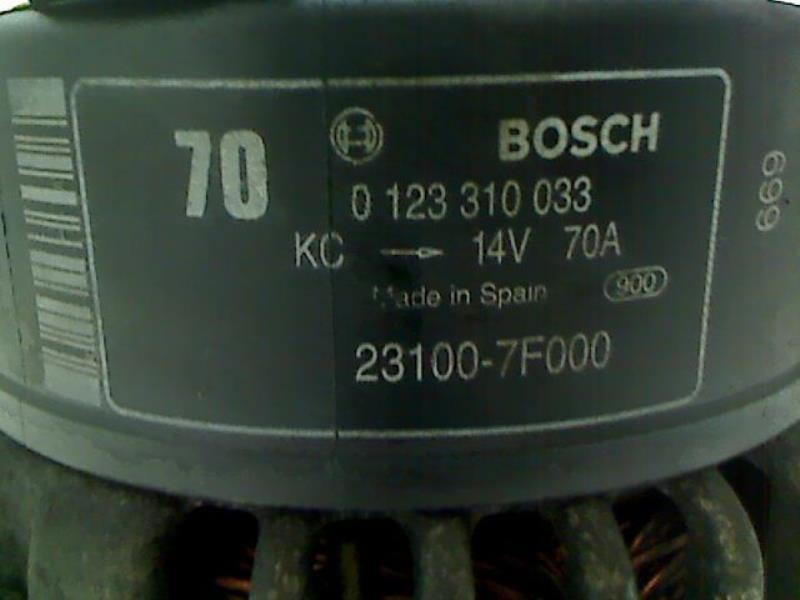 70
BOSCH
0 123 310 033
KC → 14V 70A
Made in Spain 900
23100-7F000
669